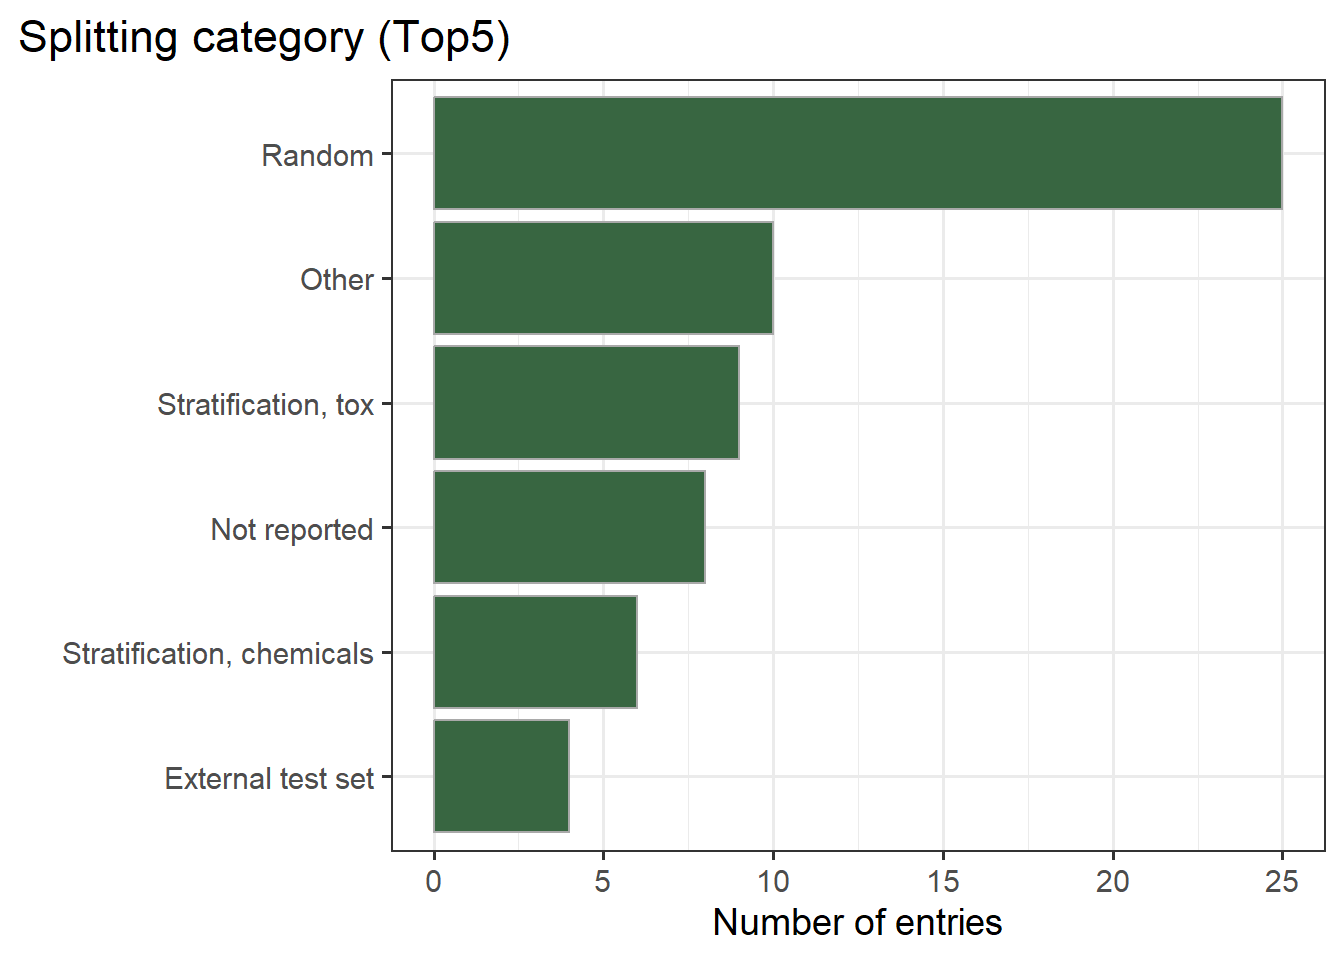 Splitting category (Top5)
Random
Other
Stratification, tox
Not reported
Stratification, chemicals
External test set
0 5 10 15 20 25
Number of entries